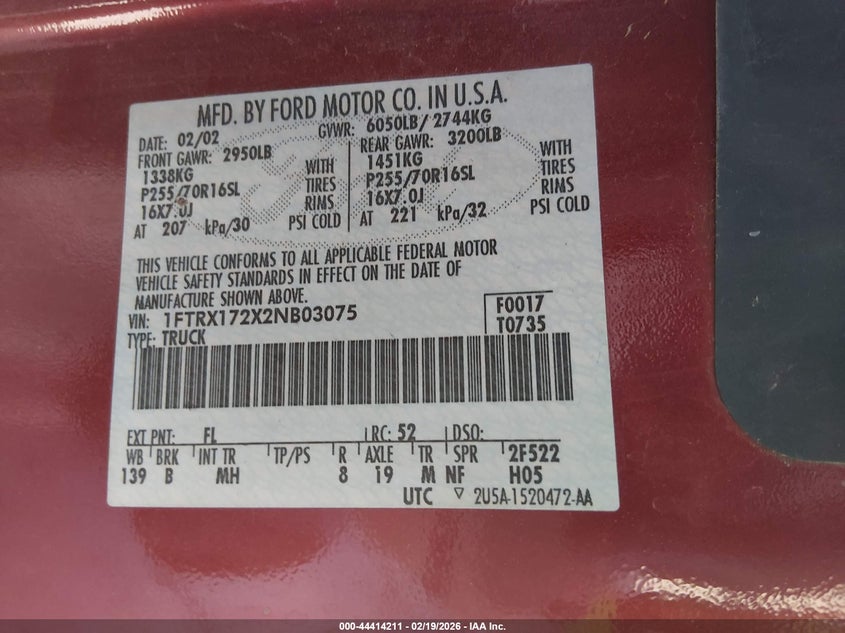 MFD. BY FORD MOTOR CO. IN U.S.A.
DATE: 02/02 GVWR: 6050LB/ 2744KG
FRONT GAWR: 2950LB REAR GAWR: 3200LB
1338KG WITH 1451KG WITH
P255/70R16SL TIRES P255/70R16SL TIRES
16X7.0J RIMS 16X7.0J RIMS
AT 207 kPa/30 PSI COLD AT 221 kPa/32 PSI COLD
THIS VEHICLE CONFORMS TO ALL APPLICABLE FEDERAL MOTOR
VEHICLE SAFETY STANDARDS IN EFFECT ON THE DATE OF
MANUFACTURE SHOWN ABOVE.
VIN: 1FTRX172X2NB03075 F0017
TYPE: TRUCK T0735
EXT PNT: FL RC: 52 DSO:
WB BRK INT TR TP/PS R AXLE TR SPR 2F522
139 B MH 8 19 M NF H05
UTC ▽ 2U5A-1520472-AA
000-44414211 - 02/19/2026 - IAA Inc.